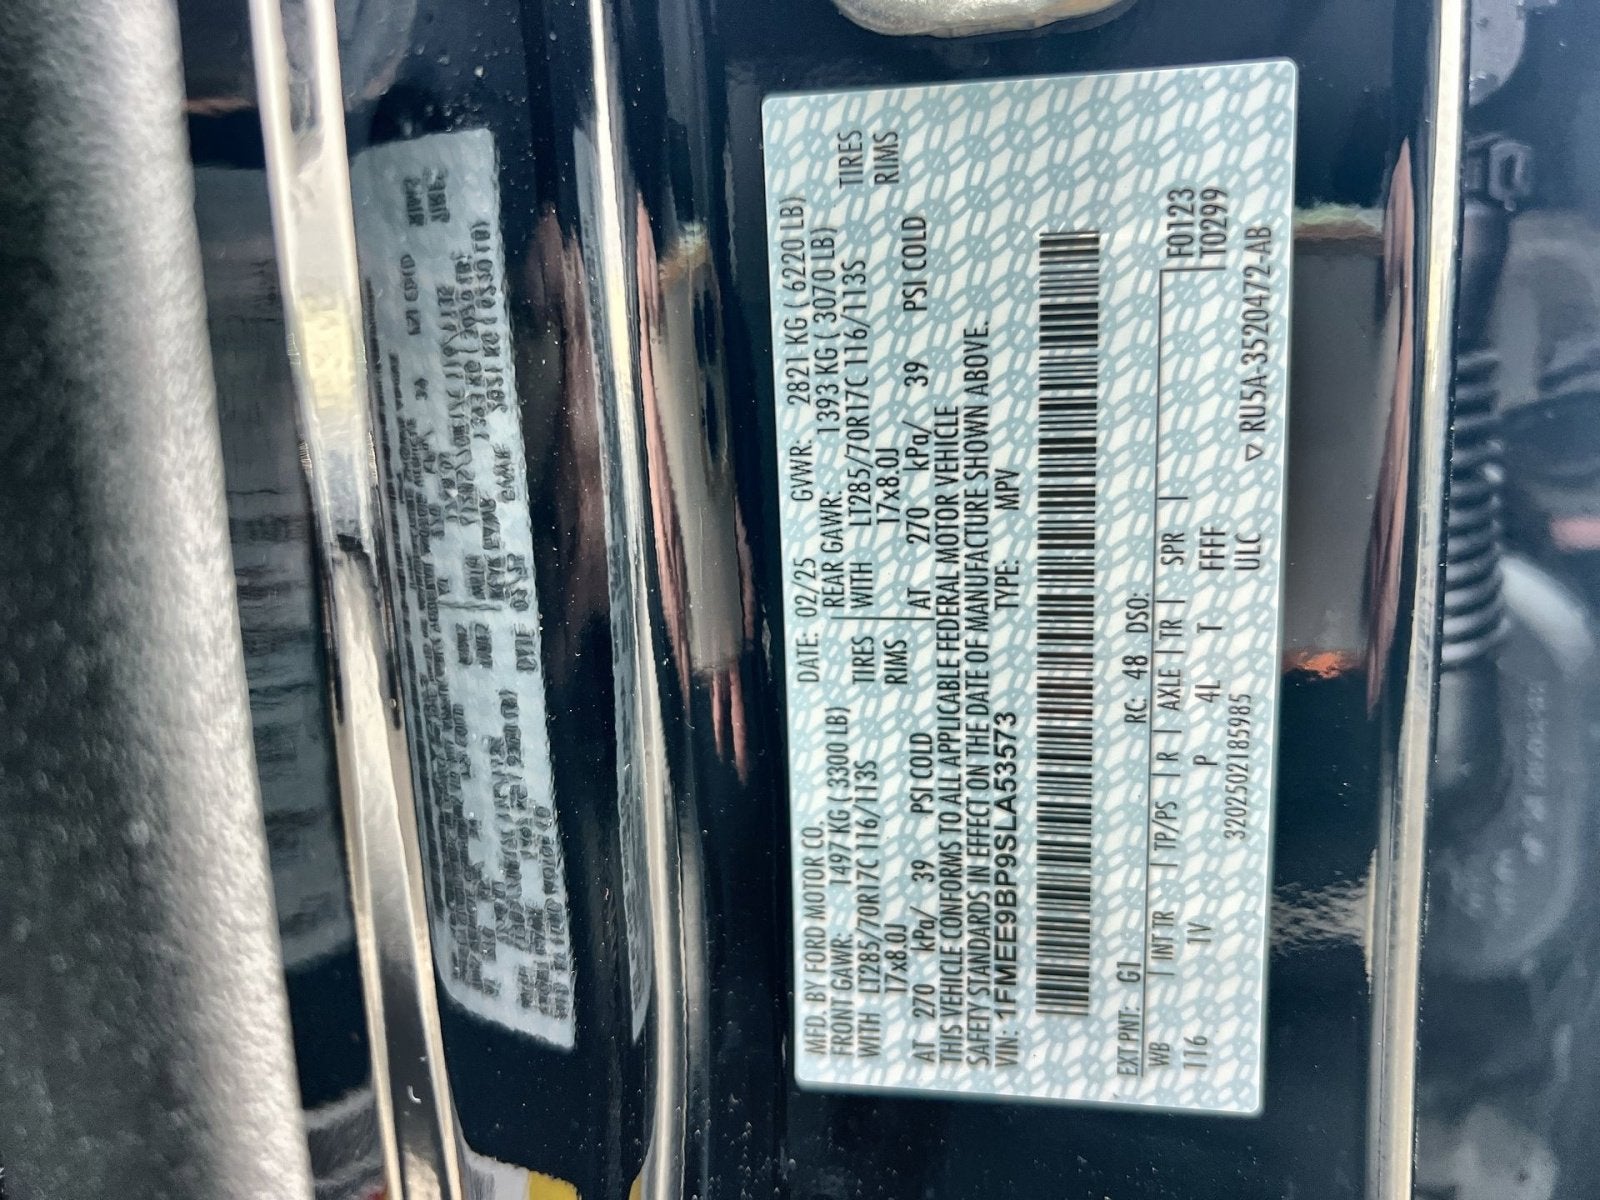 MFD. BY FORD MOTOR CO. DATE: 02/25 GVWR: 2821 KG ( 6220 LB)
FRONT GAWR: 1497 KG ( 3300 LB) REAR GAWR: 1393 KG ( 3070 LB)
WITH LT285/70R17C 116/113S TIRES WITH LT285/70R17C 116/113S TIRES
17x8.0J RIMS 17x8.0J RIMS
AT 270 kPa/ 39 PSI COLD AT 270 kPa/ 39 PSI COLD
THIS VEHICLE CONFORMS TO ALL APPLICABLE FEDERAL MOTOR VEHICLE
SAFETY STANDARDS IN EFFECT ON THE DATE OF MANUFACTURE SHOWN ABOVE.
VIN: 1FMEE9BP9SLA53573 TYPE: MPV
EXT PNT: G1 RC: 48 DSO: F0123
WB INT TR TP/PS R AXLE TR SPR T0299
116 1V P 4L T FFFF
320250218598​5 ULC ▽ RU5A-3520472-AB